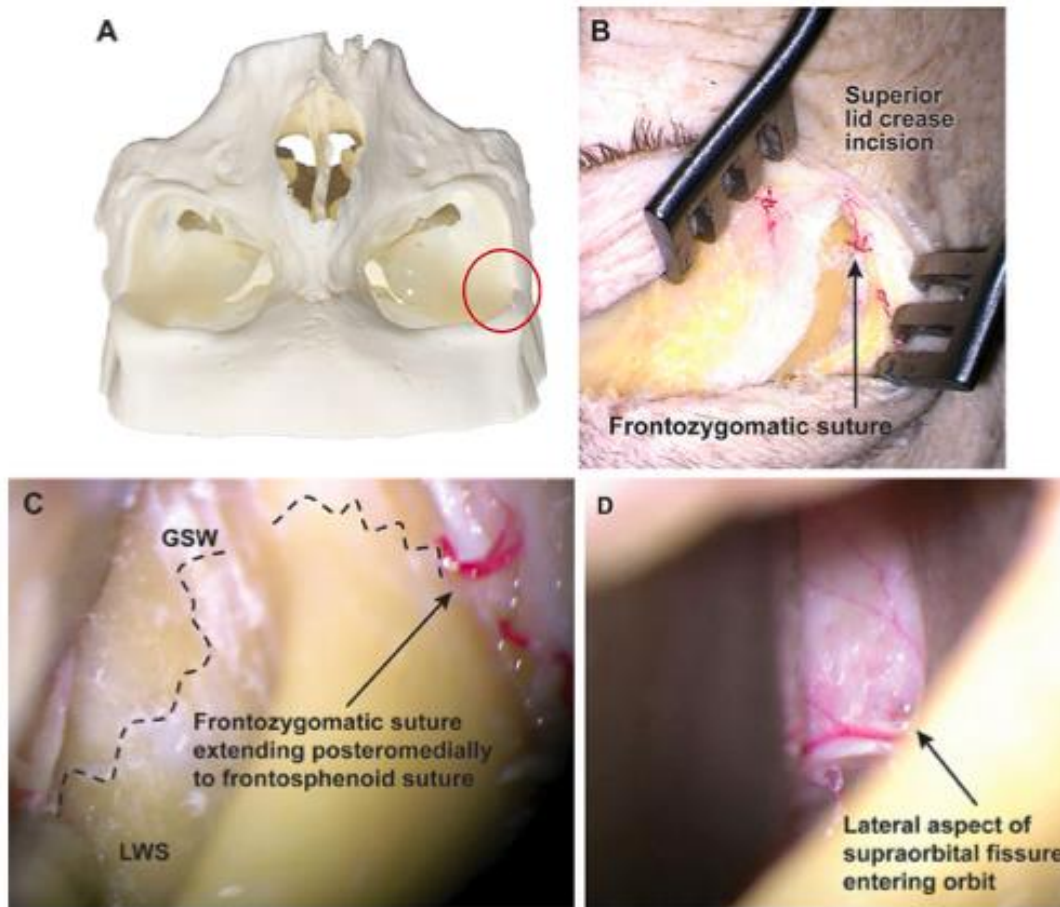 A
B
Superior
lid crease
incision
Frontozygomatic suture
C
GSW
Frontozygomatic suture
extending posteromedially
to frontosphenoid suture
LWS
D
Lateral aspect of
supraorbital fissure
entering orbit